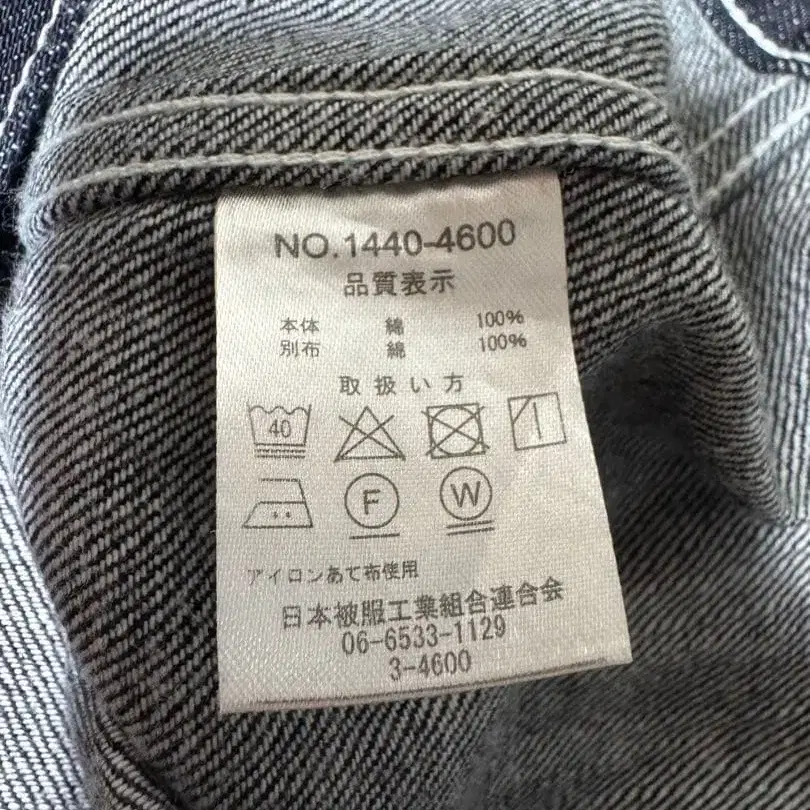 NO.1440-4600
品質表示
本体 綿 100%
別布 綿 100%
取扱い方
40
F W
アイロンあて布使用
日本被服工業組合連合会
06-6533-1129
3-4600